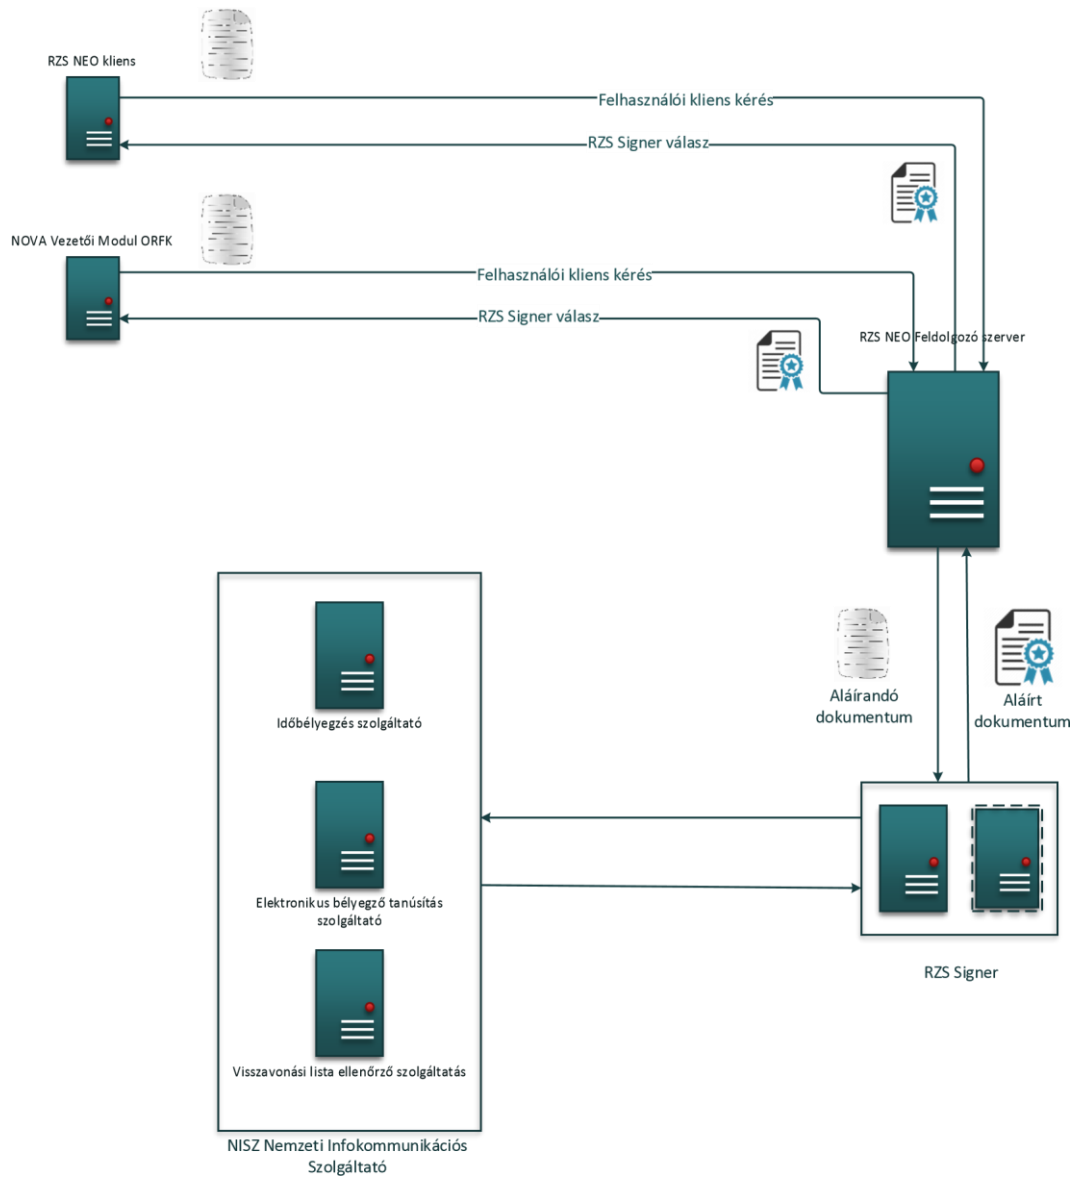 RZS NEO kliens
Felhasználói kliens kérés
RZS Signer válasz
NOVA Vezetői Modul ORFK
Felhasználói kliens kérés
RZS Signer válasz
RZS NEO Feldolgozó szerver
Aláírandó
dokumentum
Aláírt
dokumentum
Időbélyegzés szolgáltató
Elektronikus bélyegző tanúsítás
szolgáltató
RZS Signer
Visszavonási lista ellenőrző szolgáltatás
NISZ Nemzeti Infokommunikációs
Szolgáltató